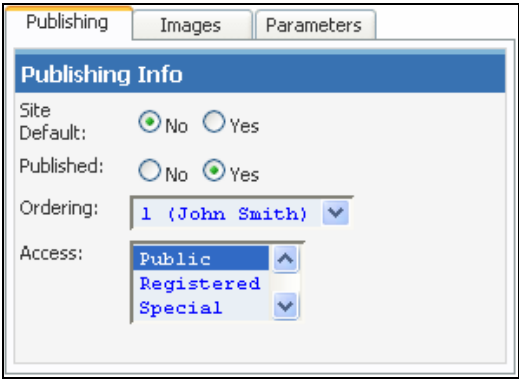 Publishing Images Parameters
Publishing Info
Site
Default: No Yes
Published: No Yes
Ordering: 1 (John Smith)
Access: Public
Registered
Special